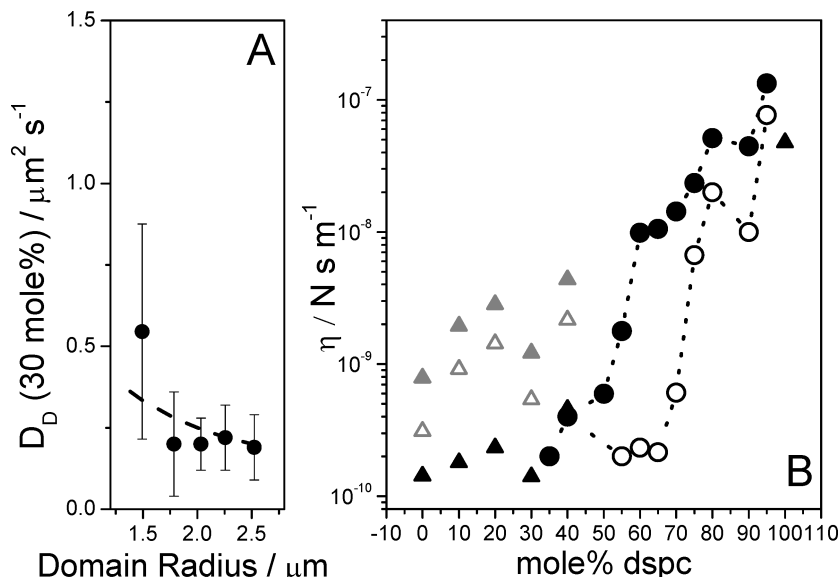 A
1.5
1.0
0.5
0.0
D_D (30 mole%) / μm² s⁻¹
1.5 2.0 2.5
Domain Radius / μm
B
10⁻⁷
10⁻⁸
10⁻⁹
10⁻¹⁰
η / N s m⁻¹
-10 0 10 20 30 40 50 60 70 80 90 100 110
mole% dspc